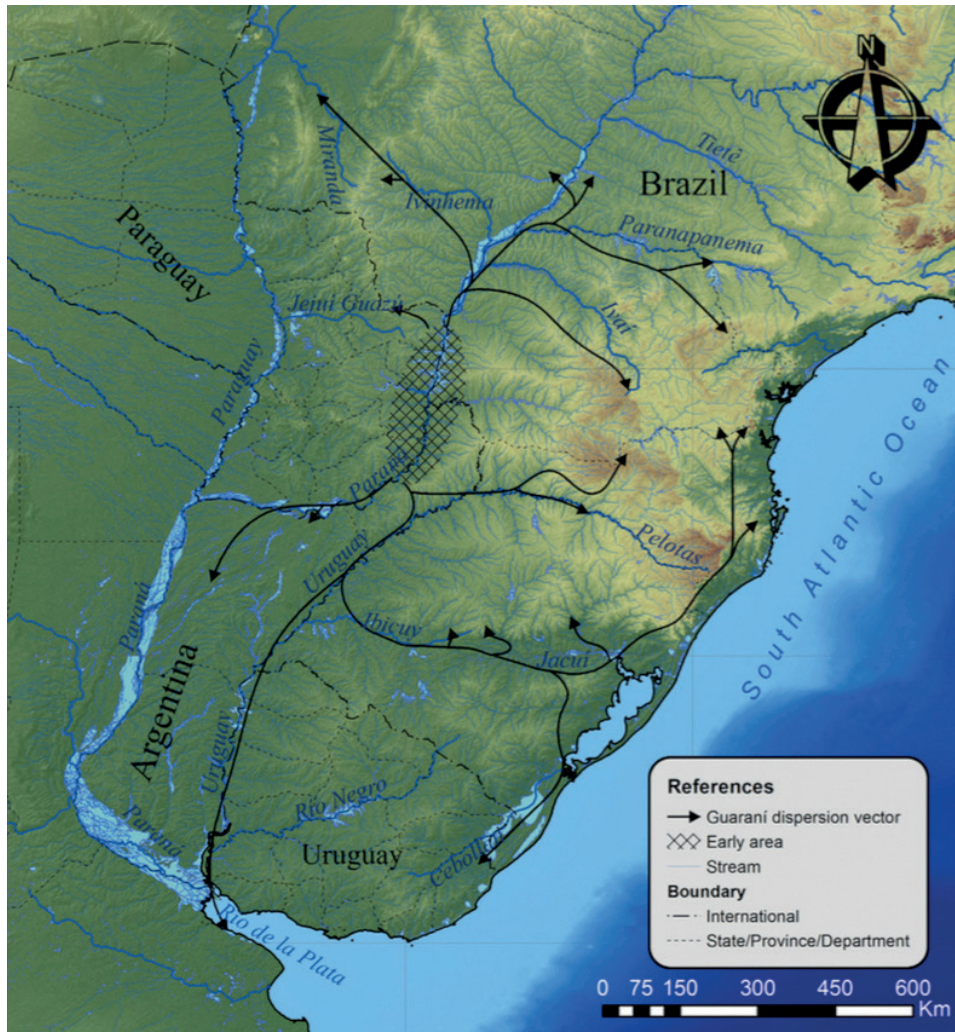 N
Brazil
Tietê
Miranda
Ivinhema
Paranapanema
Paraguay
Jejuí Guazú
Ivaí
Paraguay
Paraná
Uruguay
Pelotas
Paraná
Ibicuy
Jacuí
Argentina
Uruguay
Río Negro
Paraná
Uruguay
Cebollatí
Río de la Plata
South Atlantic Ocean
References
Guaraní dispersion vector
Early area
Stream
Boundary
International
State/Province/Department
0 75 150 300 450 600
Km